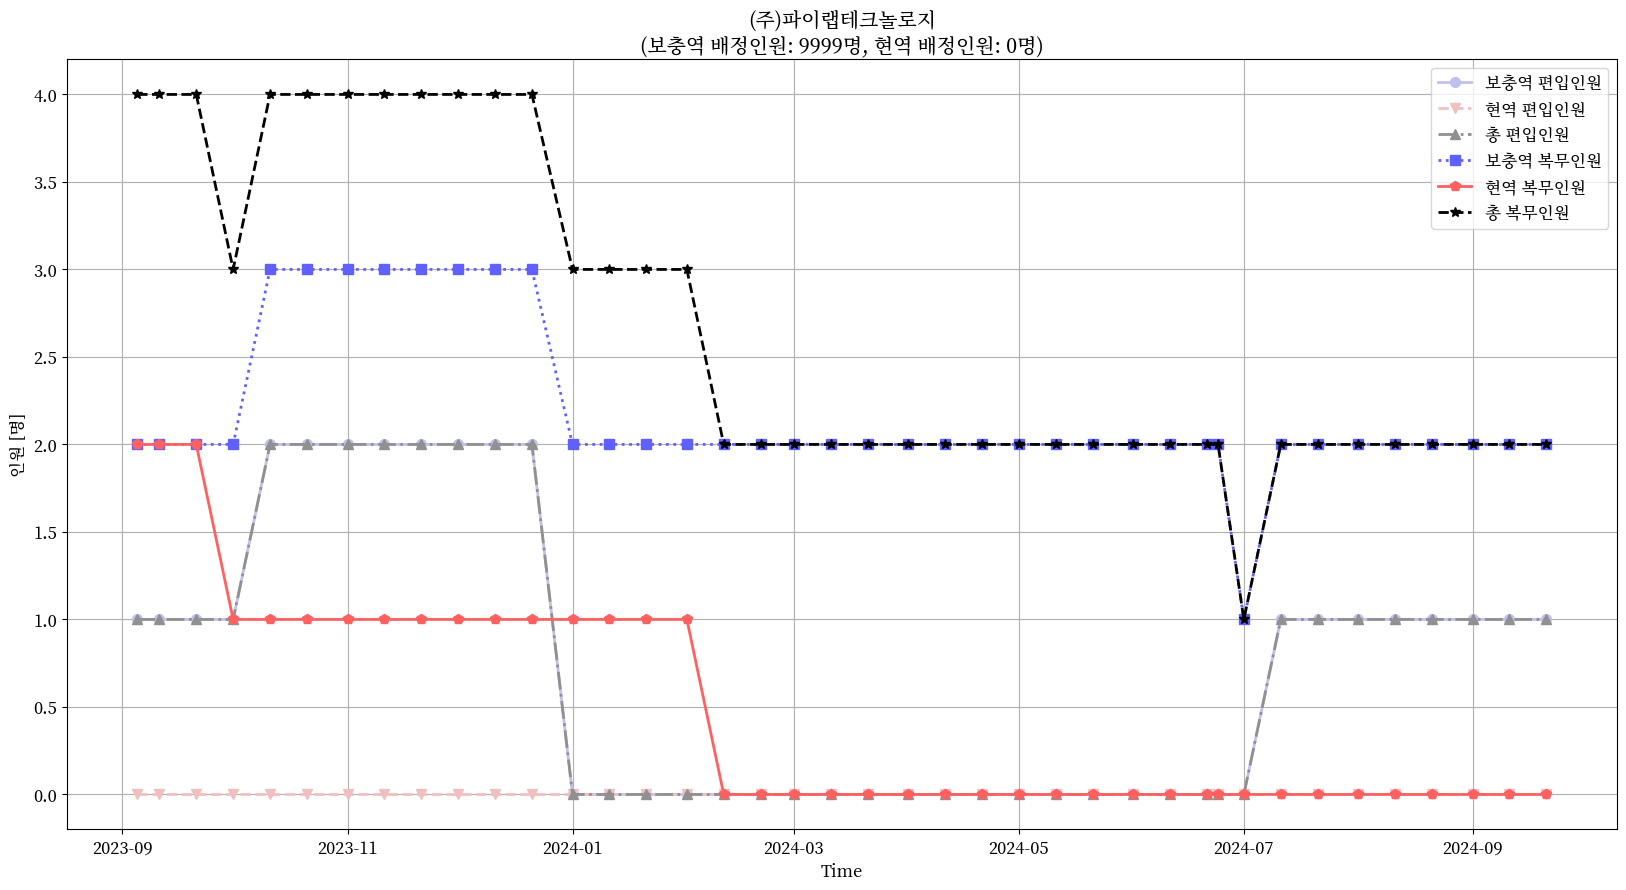 (주)파이랩테크놀로지
(보충역 배정인원: 9999명, 현역 배정인원: 0명)
보충역 편입인원
현역 편입인원
총 편입인원
보충역 복무인원
현역 복무인원
총 복무인원
인원 [명]
4.0
3.5
3.0
2.5
2.0
1.5
1.0
0.5
0.0
2023-09
2023-11
2024-01
2024-03
2024-05
2024-07
2024-09
Time